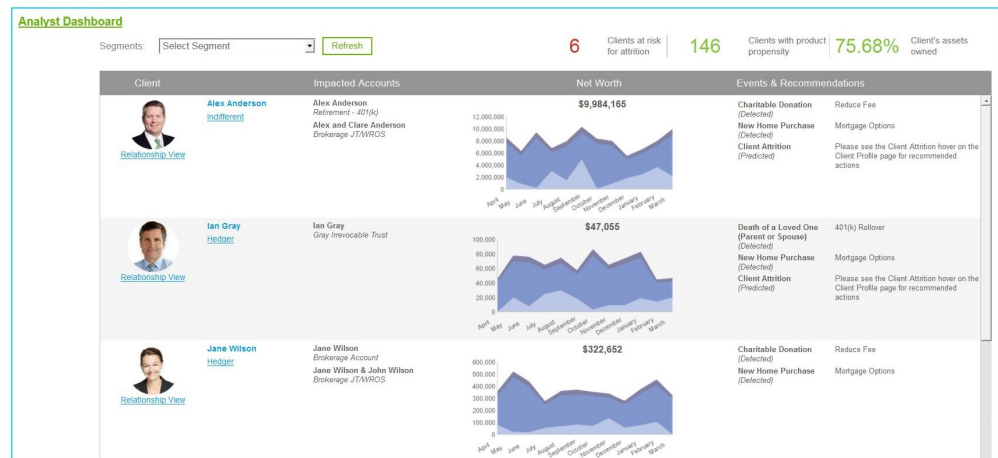 Analyst Dashboard
Segments: Select Segment Refresh
6 Clients at risk for attrition
146 Clients with product propensity
75.68% Client's assets owned
Client Impacted Accounts Net Worth Events & Recommendations
Alex Anderson
Indifferent
Relationship View
Alex Anderson
Retirement - 401(k)
Alex and Clare Anderson
Brokerage JT/WROS
$9,984,165
12,000,000
10,000,000
8,000,000
6,000,000
4,000,000
2,000,000
0
April May June July August September October November December January February March
Charitable Donation (Detected) Reduce Fee
New Home Purchase (Detected) Mortgage Options
Client Attrition (Predicted) Please see the Client Attrition hover on the Client Profile page for recommended actions
Ian Gray
Hedger
Relationship View
Ian Gray
Gray Irrevocable Trust
$47,055
100,000
80,000
60,000
40,000
20,000
0
April May June July August September October November December January February March
Death of a Loved One (Parent or Spouse) (Detected) 401(k) Rollover
New Home Purchase (Detected) Mortgage Options
Client Attrition (Predicted) Please see the Client Attrition hover on the Client Profile page for recommended actions
Jane Wilson
Hedger
Relationship View
Jane Wilson
Brokerage Account
Jane Wilson & John Wilson
Brokerage JT/WROS
$322,652
600,000
500,000
400,000
300,000
200,000
100,000
0
April May June July August September October November December January February March
Charitable Donation (Detected) Reduce Fee
New Home Purchase (Detected) Mortgage Options